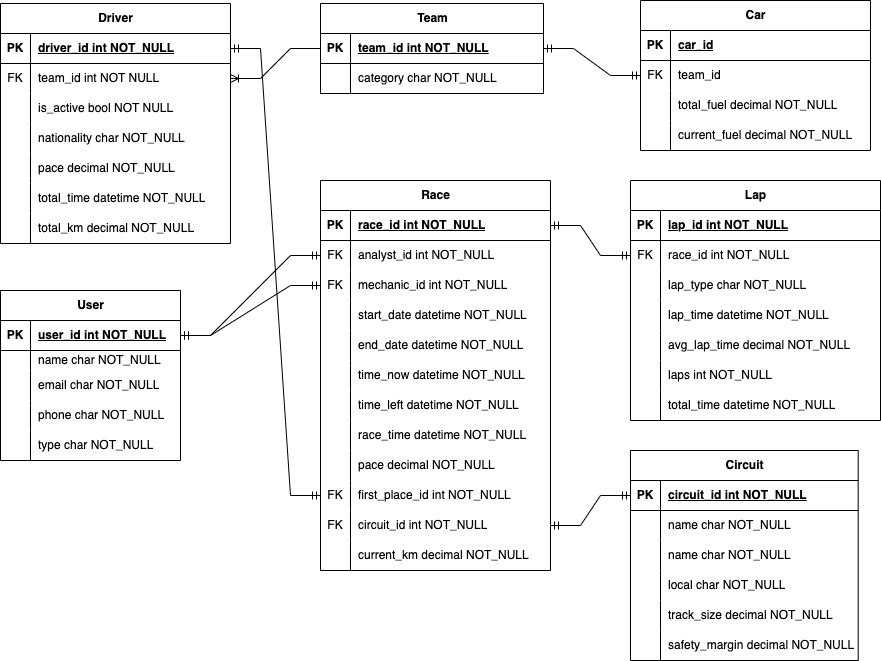 Driver
PK driver_id int NOT_NULL
FK team_id int NOT NULL
is_active bool NOT NULL
nationality char NOT_NULL
pace decimal NOT_NULL
total_time datetime NOT_NULL
total_km decimal NOT_NULL
Team
PK team_id int NOT_NULL
category char NOT_NULL
Car
PK car_id
FK team_id
total_fuel decimal NOT_NULL
current_fuel decimal NOT_NULL
User
PK user_id int NOT_NULL
name char NOT_NULL
email char NOT_NULL
phone char NOT_NULL
type char NOT_NULL
Race
PK race_id int NOT_NULL
FK analyst_id int NOT_NULL
FK mechanic_id int NOT_NULL
start_date datetime NOT_NULL
end_date datetime NOT_NULL
time_now datetime NOT_NULL
time_left datetime NOT_NULL
race_time datetime NOT_NULL
pace decimal NOT_NULL
FK first_place_id int NOT_NULL
FK circuit_id int NOT_NULL
current_km decimal NOT_NULL
Lap
PK lap_id int NOT_NULL
FK race_id int NOT_NULL
lap_type char NOT_NULL
lap_time datetime NOT_NULL
avg_lap_time decimal NOT_NULL
laps int NOT_NULL
total_time datetime NOT_NULL
Circuit
PK circuit_id int NOT_NULL
name char NOT_NULL
name char NOT_NULL
local char NOT_NULL
track_size decimal NOT_NULL
safety_margin decimal NOT_NULL